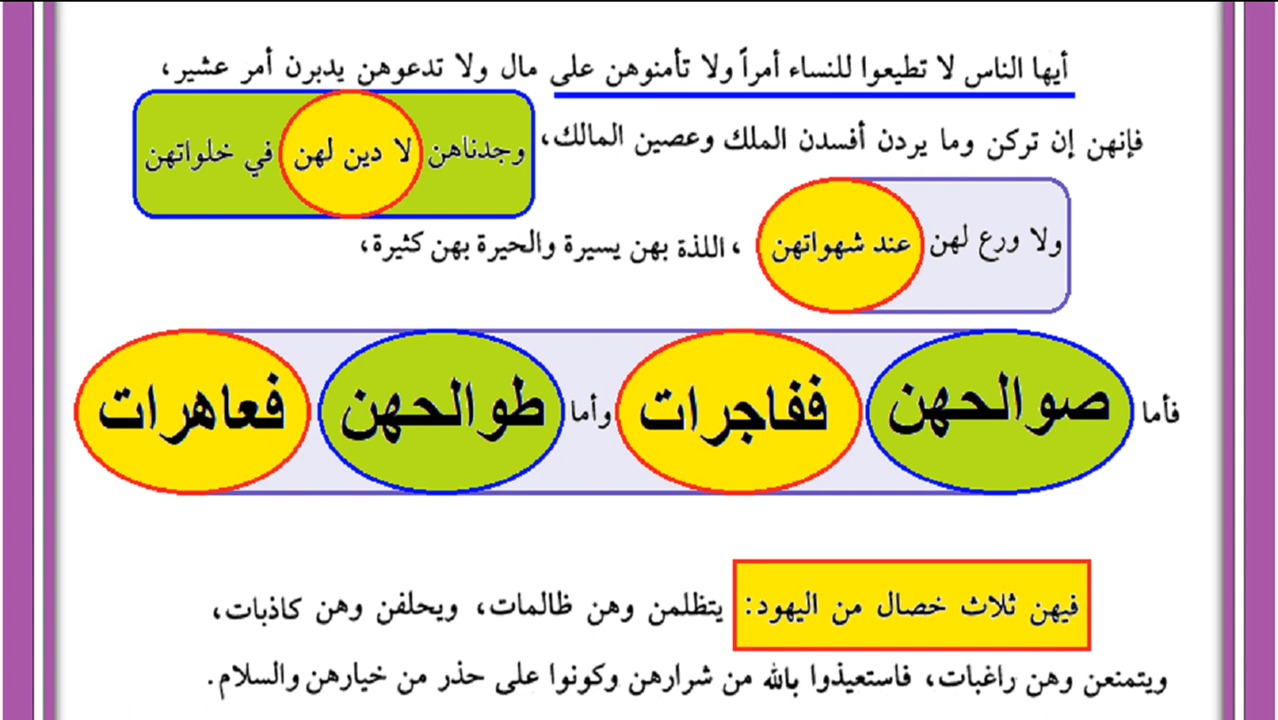 أيها الناس لا تطيعوا للنساء أمراً ولا تأمنوهن على مال ولا تدعوهن يدبرن أمر عشير،
فإنهن إن تركن وما يردن أفسدن الملك وعصين المالك، وجدناهن لا دين لهن في خلواتهن
ولا ورع لهن عند شهواتهن ، اللذة بهن يسيرة والحيرة بهن كثيرة،
فأما صوالحهن ففاجرات وأما طوالحهن فعاهرات
فيهن ثلاث خصال من اليهود: يتظلمن وهن ظالمات، ويحلفن وهن كاذبات،
ويتمنعن وهن راغبات، فاستعيذوا بالله من شرارهن وكونوا على حذر من خيارهن والسلام.